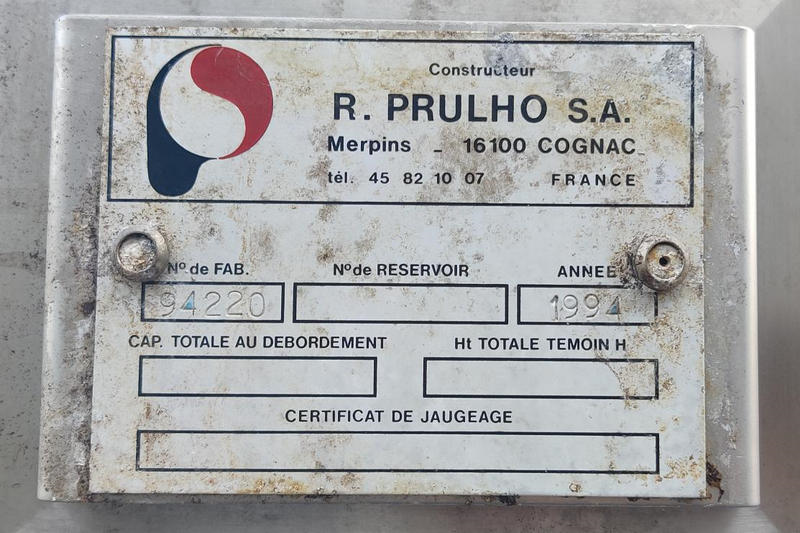 Constructeur
R. PRULHO S.A.
Merpins - 16100 COGNAC
tél. 45 82 10 07 FRANCE
Nº de FAB. Nº de RESERVOIR ANNEE
94220 1994
CAP. TOTALE AU DEBORDEMENT Ht TOTALE TEMOIN H
CERTIFICAT DE JAUGEAGE